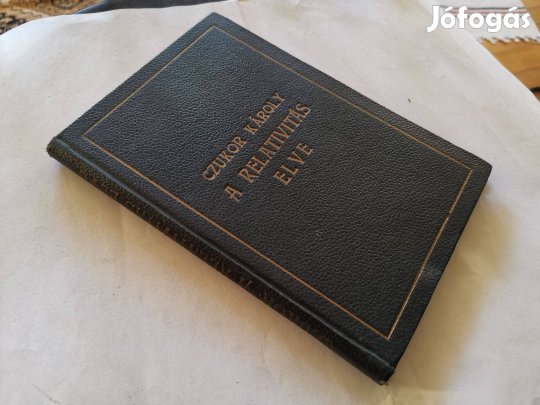 Jófogás
CZUKOR KÁROLY
A RELATIVITÁS
ELVE